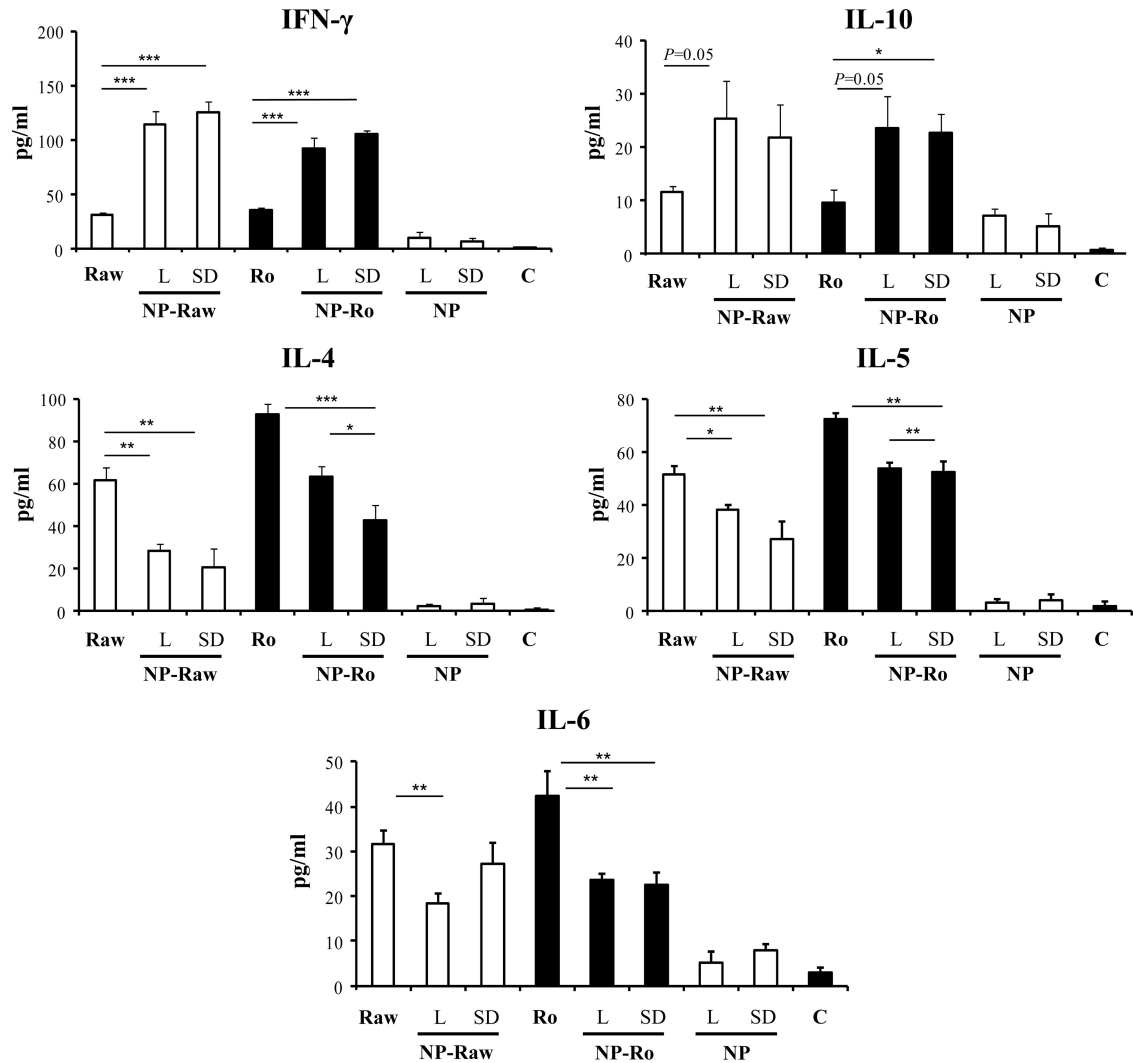 IFN-γ
pg/ml
200
150
100
50
0
***
***
***
***
Raw L SD Ro L SD L SD C
NP-Raw NP-Ro NP
IL-10
pg/ml
40
30
20
10
0
P=0.05
*
P=0.05
Raw L SD Ro L SD L SD C
NP-Raw NP-Ro NP
IL-4
pg/ml
100
80
60
40
20
0
**
**
***
*
Raw L SD Ro L SD L SD C
NP-Raw NP-Ro NP
IL-5
pg/ml
80
60
40
20
0
**
*
**
**
Raw L SD Ro L SD L SD C
NP-Raw NP-Ro NP
IL-6
pg/ml
50
40
30
20
10
0
**
**
**
Raw L SD Ro L SD L SD C
NP-Raw NP-Ro NP